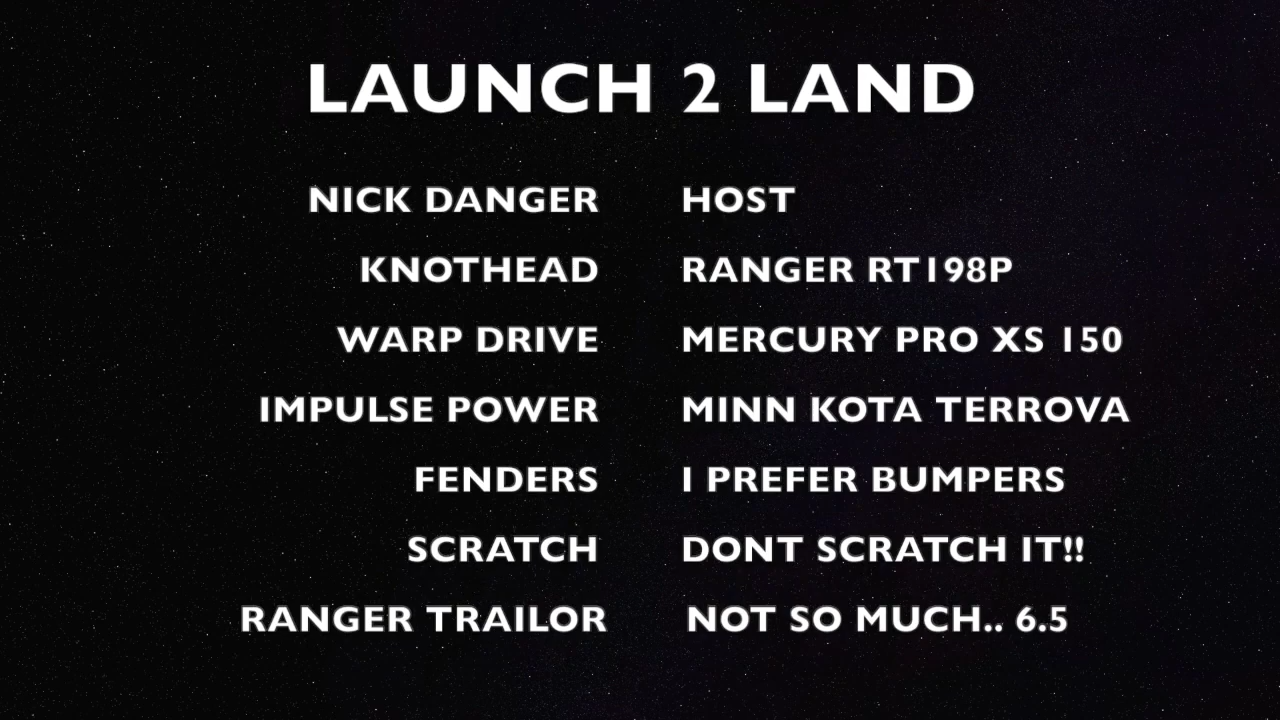 LAUNCH 2 LAND
NICK DANGER HOST
KNOTHEAD RANGER RT198P
WARP DRIVE MERCURY PRO XS 150
IMPULSE POWER MINN KOTA TERROVA
FENDERS I PREFER BUMPERS
SCRATCH DONT SCRATCH IT!!
RANGER TRAILOR NOT SO MUCH.. 6.5